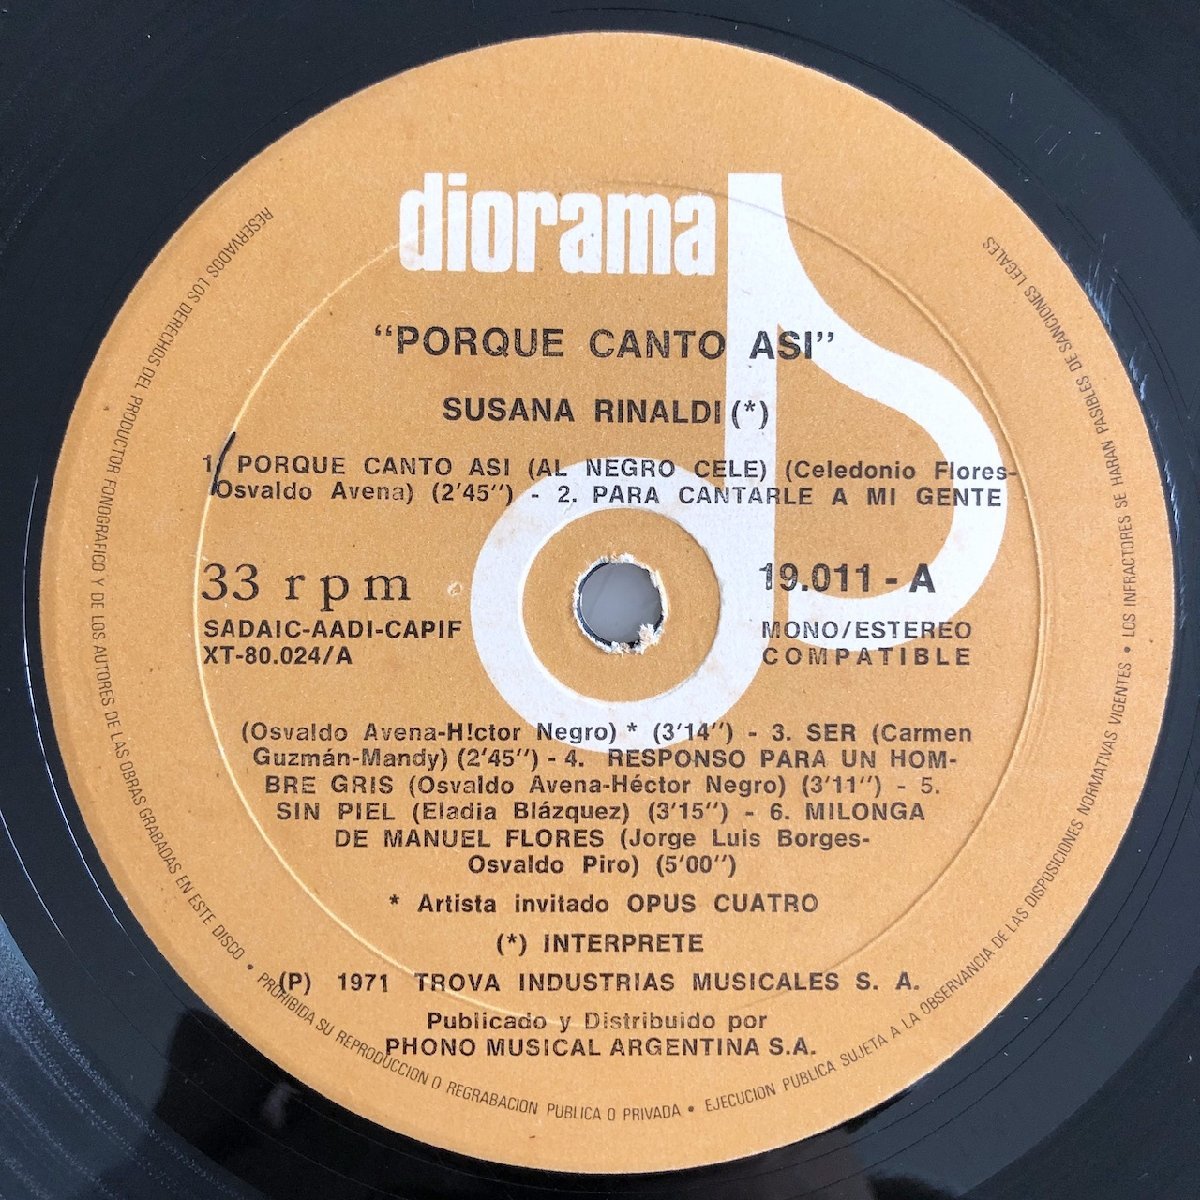 diorama
"PORQUE CANTO ASI"
SUSANA RINALDI (*)
1. PORQUE CANTO ASI (AL NEGRO CELE) (Celedonio Flores-
Osvaldo Avena) (2'45") - 2. PARA CANTARLE A MI GENTE
33 rpm
SADAIC-AADI-CAPIF
XT-80.024/A
19.011 - A
MONO/ESTEREO
COMPATIBLE
(Osvaldo Avena-H!ctor Negro) * (3'14") - 3. SER (Carmen
Guzmán-Mandy) (2'45") - 4. RESPONSO PARA UN HOM-
BRE GRIS (Osvaldo Avena-Héctor Negro) (3'11") - 5.
SIN PIEL (Eladia Blázquez) (3'15") - 6. MILONGA
DE MANUEL FLORES (Jorge Luis Borges-
Osvaldo Piro) (5'00")
* Artista invitado OPUS CUATRO
(*) INTERPRETE
(P) 1971 TROVA INDUSTRIAS MUSICALES S. A.
Publicado y Distribuido por
PHONO MUSICAL ARGENTINA S.A.
RESERVADOS LOS DERECHOS DEL PRODUCTOR FONOGRAFICO Y DE LOS AUTORES DE LAS OBRAS GRABADAS EN ESTE DISCO • PROHIBIDA SU REPRODUCCION O REGRABACION PUBLICA O PRIVADA • EJECUCION PUBLICA SUJETA A LA OBSERVANCIA DE LAS DISPOSICIONES NORMATIVAS VIGENTES • LOS INFRACTORES SE HARAN PASIBLES DE SANCIONES LEGALES